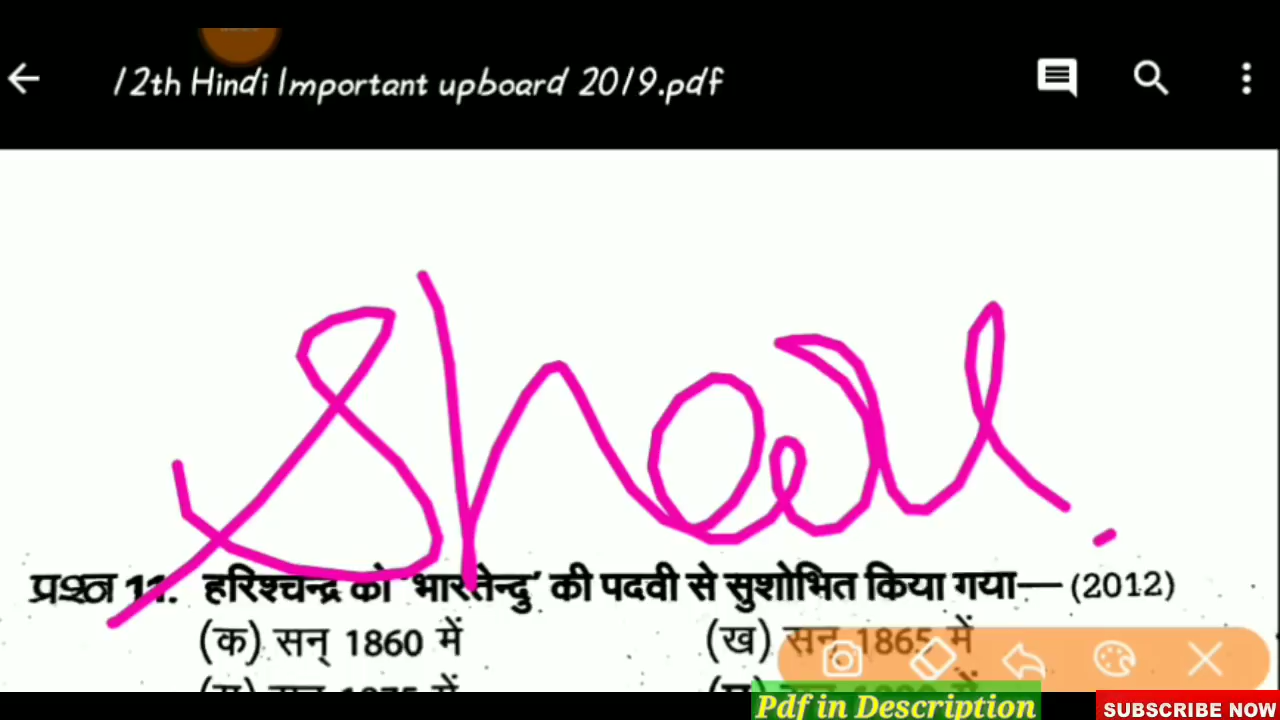 12th Hindi Important upboard 2019.pdf
प्रश्न 11. हरिश्चन्द्र को 'भारतेन्दु' की पदवी से सुशोभित किया गया— (2012)
(क) सन् 1860 में (ख) सन् 1865 में
Pdf in Description
SUBSCRIBE NOW